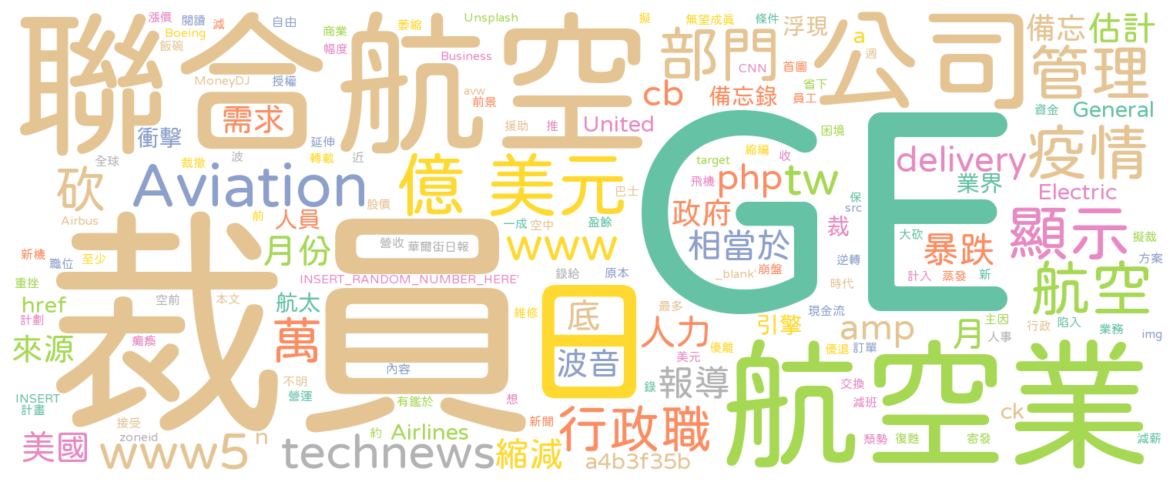 漲價
閱讀
減
自由
Boeing
飯碗
商業
萎縮
Unsplash
擬
無望成真
條件
幅度
Business
聯合航空
部門
浮現
a
週
公司
備忘
估計
管理
CNN
首圖
MoneyDJ
授權
需求
avw
前景
cb
備忘錄
省下
員工
資金
General
衝擊
延伸
近
援助
推
United
困境
疫情
全球
裁撤
波
轉載
縮編
收
target
delivery
砍
Aviation
億
美元
巴士
飛機
php
tw
業界
Electric
Airbus
股價
前
人員
一成
空中
盈餘
GE
政府
裁
保
src
顯示
擬裁
新機
職位
至少
月份
營收
華爾街日報
www
相當於
大砍
暴跌
逆轉
方案
重挫
空前
本文
INSERT_RANDOM_NUMBER_HERE
錄給
原本
_blank
崩盤
計入
蒸發
新
航空
href
計劃
航太
裁員
日
底
維修
最多
時代
現金流
癱瘓
萬
人力
引擎
amp
月
主因
陷入
行政
來源
波音
美元
優離
優退
訂單
人事
業務
img
不明
內容
報導
錄
交換
航空業
INSERT
計畫
營運
有鑑於
想
減班
ck
接受
新聞
行政職
美國
zoneid
www5
n
約
Airlines
technews
縮減
a4b3f35b
頹勢
復甦
寄發
減薪